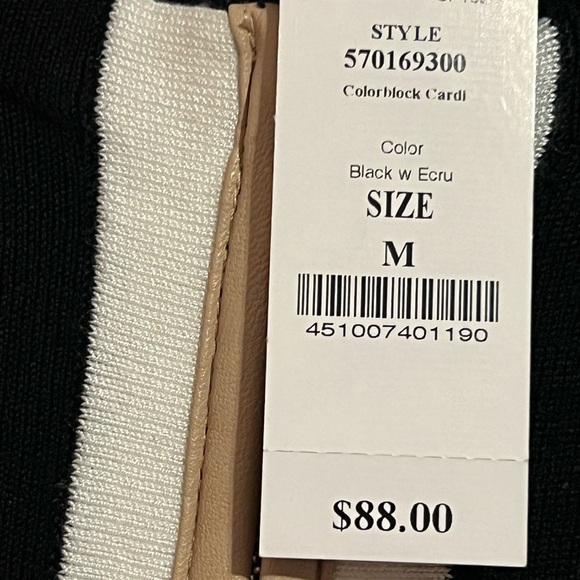 STYLE
570169300
Colorblock Cardi
Color
Black w Ecru
SIZE
M
451007401190
$88.00